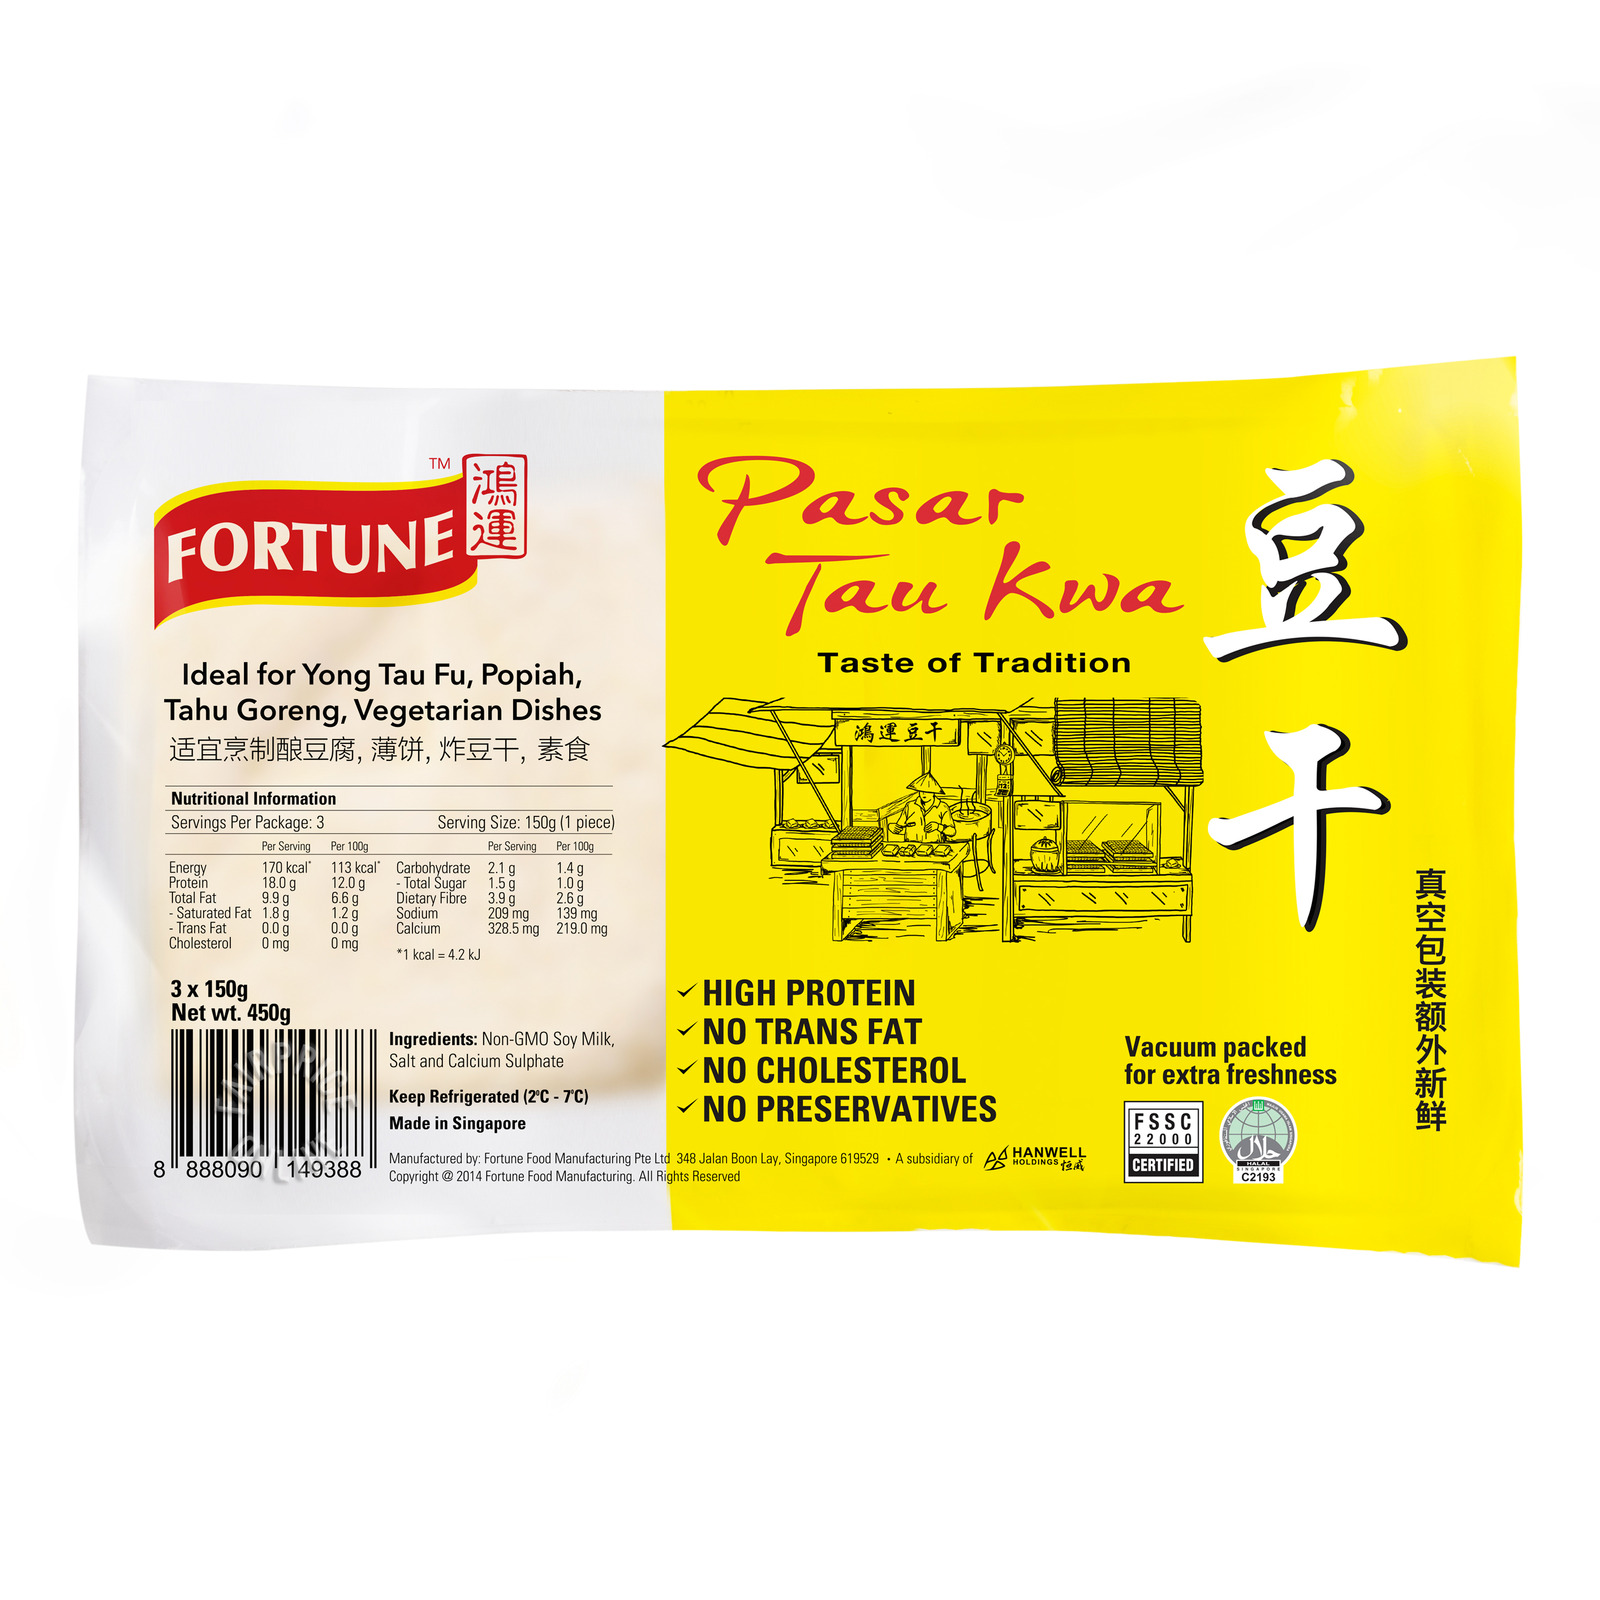 TM
鴻運
FORTUNE
Ideal for Yong Tau Fu, Popiah,
Tahu Goreng, Vegetarian Dishes
适宜烹制酿豆腐, 薄饼, 炸豆干, 素食
Nutritional Information
Servings Per Package: 3 Serving Size: 150g (1 piece)
Per Serving Per 100g Per Serving Per 100g
Energy 170 kcal* 113 kcal* Carbohydrate 2.1 g 1.4 g
Protein 18.0 g 12.0 g - Total Sugar 1.5 g 1.0 g
Total Fat 9.9 g 6.6 g Dietary Fibre 3.9 g 2.6 g
- Saturated Fat 1.8 g 1.2 g Sodium 209 mg 139 mg
- Trans Fat 0.0 g 0.0 g Calcium 328.5 mg 219.0 mg
Cholesterol 0 mg 0 mg
*1 kcal = 4.2 kJ
3 x 150g
Net wt. 450g
8 888090 149388
Ingredients: Non-GMO Soy Milk,
Salt and Calcium Sulphate
Keep Refrigerated (2°C - 7°C)
Made in Singapore
Manufactured by: Fortune Food Manufacturing Pte Ltd 348 Jalan Boon Lay, Singapore 619529 • A subsidiary of
Copyright @ 2014 Fortune Food Manufacturing. All Rights Reserved
HANWELL
HOLDINGS 恒威
Pasar
Tau Kwa
Taste of Tradition
鴻運豆干
豆干
HIGH PROTEIN
NO TRANS FAT
NO CHOLESTEROL
NO PRESERVATIVES
Vacuum packed
for extra freshness
FSSC
22000
CERTIFIED
حلال
HALAL
SINGAPORE
C2193
真空包装额外新鲜